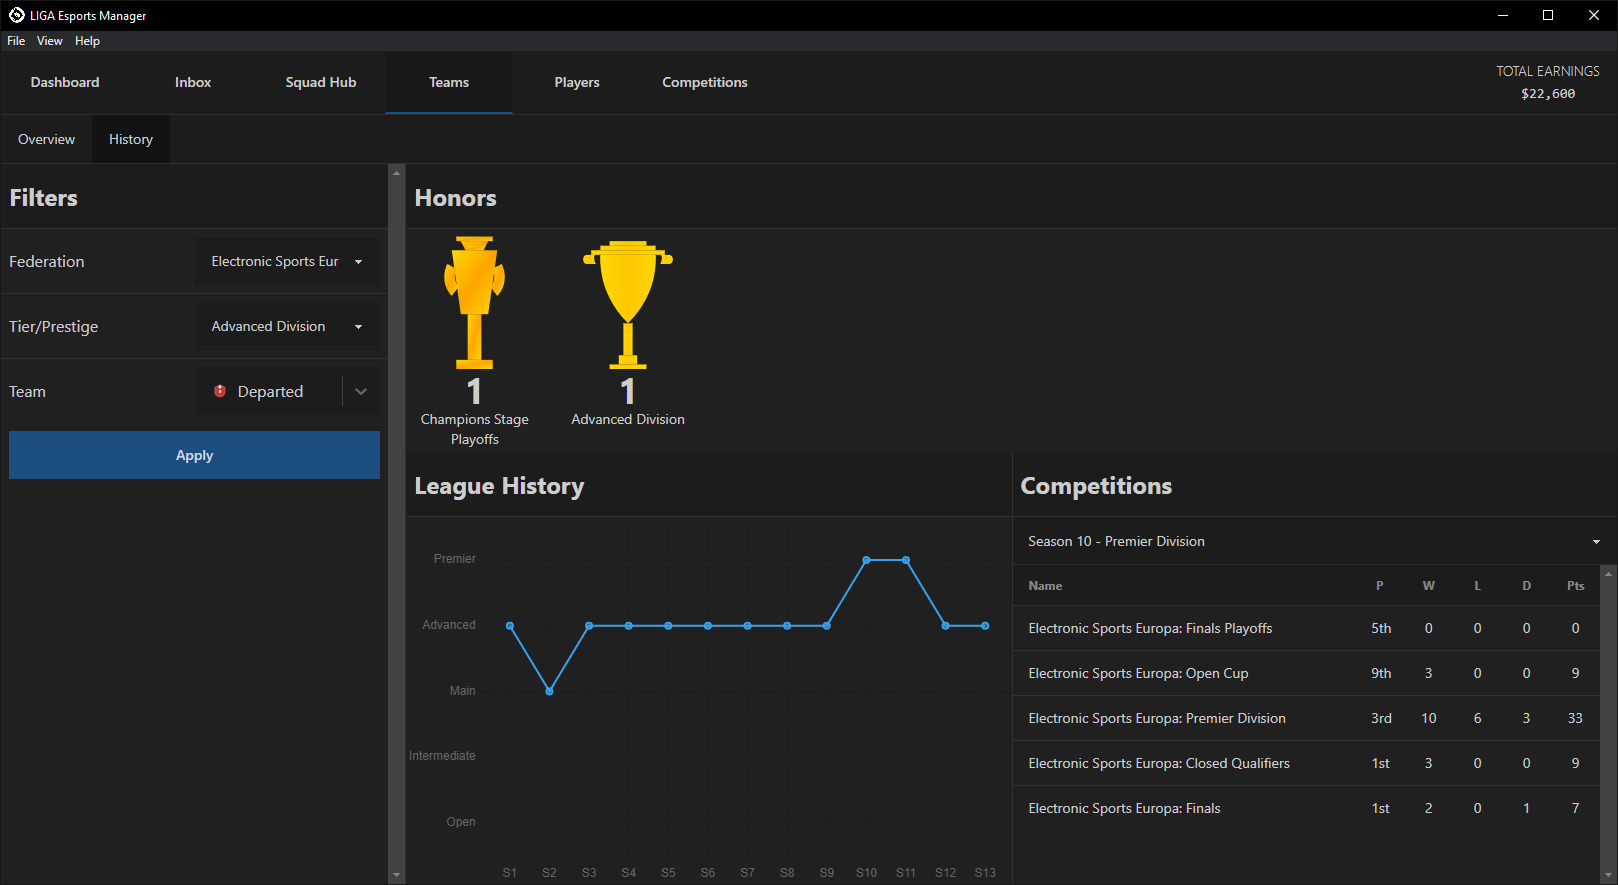 LIGA Esports Manager
File View Help
Dashboard Inbox Squad Hub Teams Players Competitions
TOTAL EARNINGS
$22,600
Overview History
Filters
Federation Electronic Sports Eur
Tier/Prestige Advanced Division
Team Departed
Apply
Honors
1 1
Champions Stage Playoffs
Advanced Division
League History
Premier
Advanced
Main
Intermediate
Open
S1 S2 S3 S4 S5 S6 S7 S8 S9 S10 S11 S12 S13
Competitions
Season 10 - Premier Division
Name P W L D Pts
Electronic Sports Europa: Finals Playoffs 5th 0 0 0 0
Electronic Sports Europa: Open Cup 9th 3 0 0 9
Electronic Sports Europa: Premier Division 3rd 10 6 3 33
Electronic Sports Europa: Closed Qualifiers 1st 3 0 0 9
Electronic Sports Europa: Finals 1st 2 0 1 7